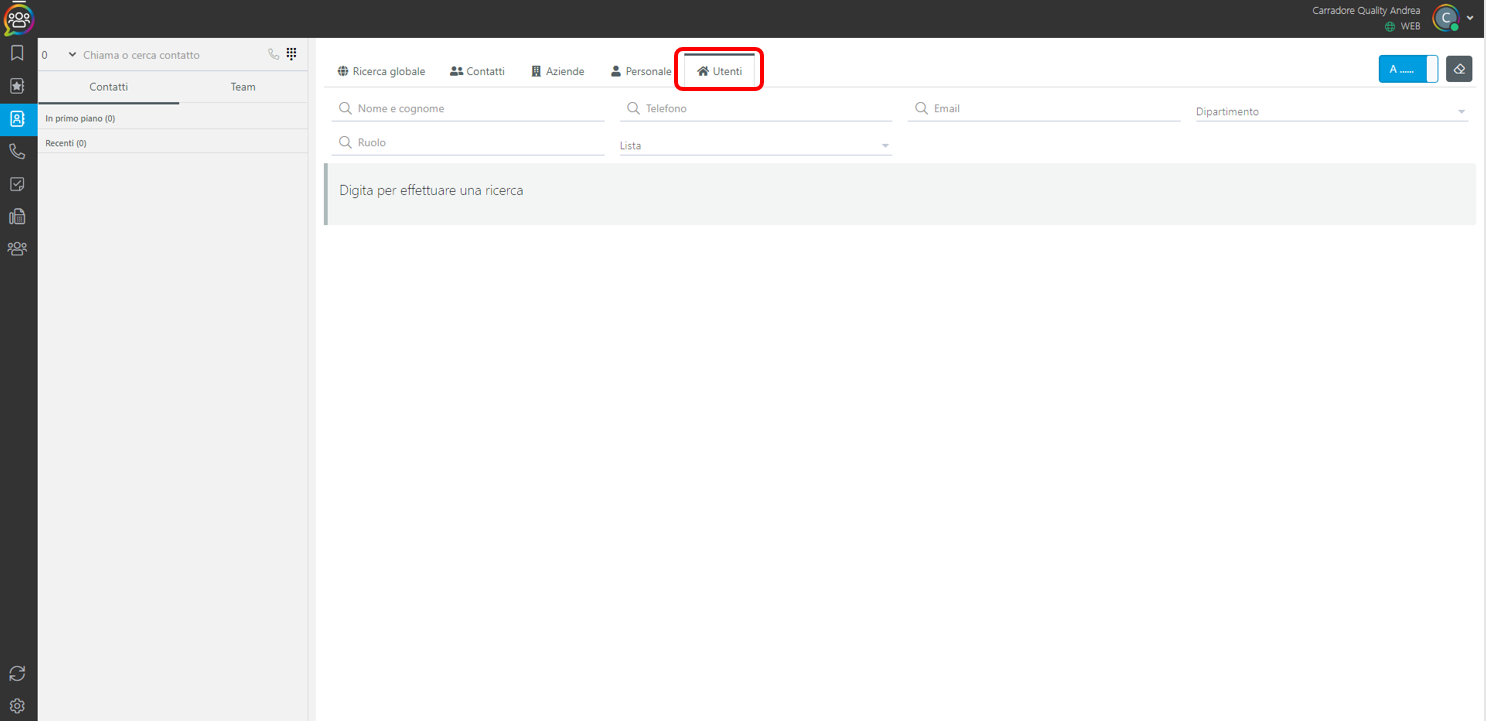 Carradore Quality Andrea
C
WEB
0 Chiama o cerca contatto
Contatti Team
In primo piano (0)
Recenti (0)
Ricerca globale Contatti Aziende Personale Utenti
A ......
Nome e cognome Telefono Email Dipartimento
Ruolo Lista
Digita per effettuare una ricerca